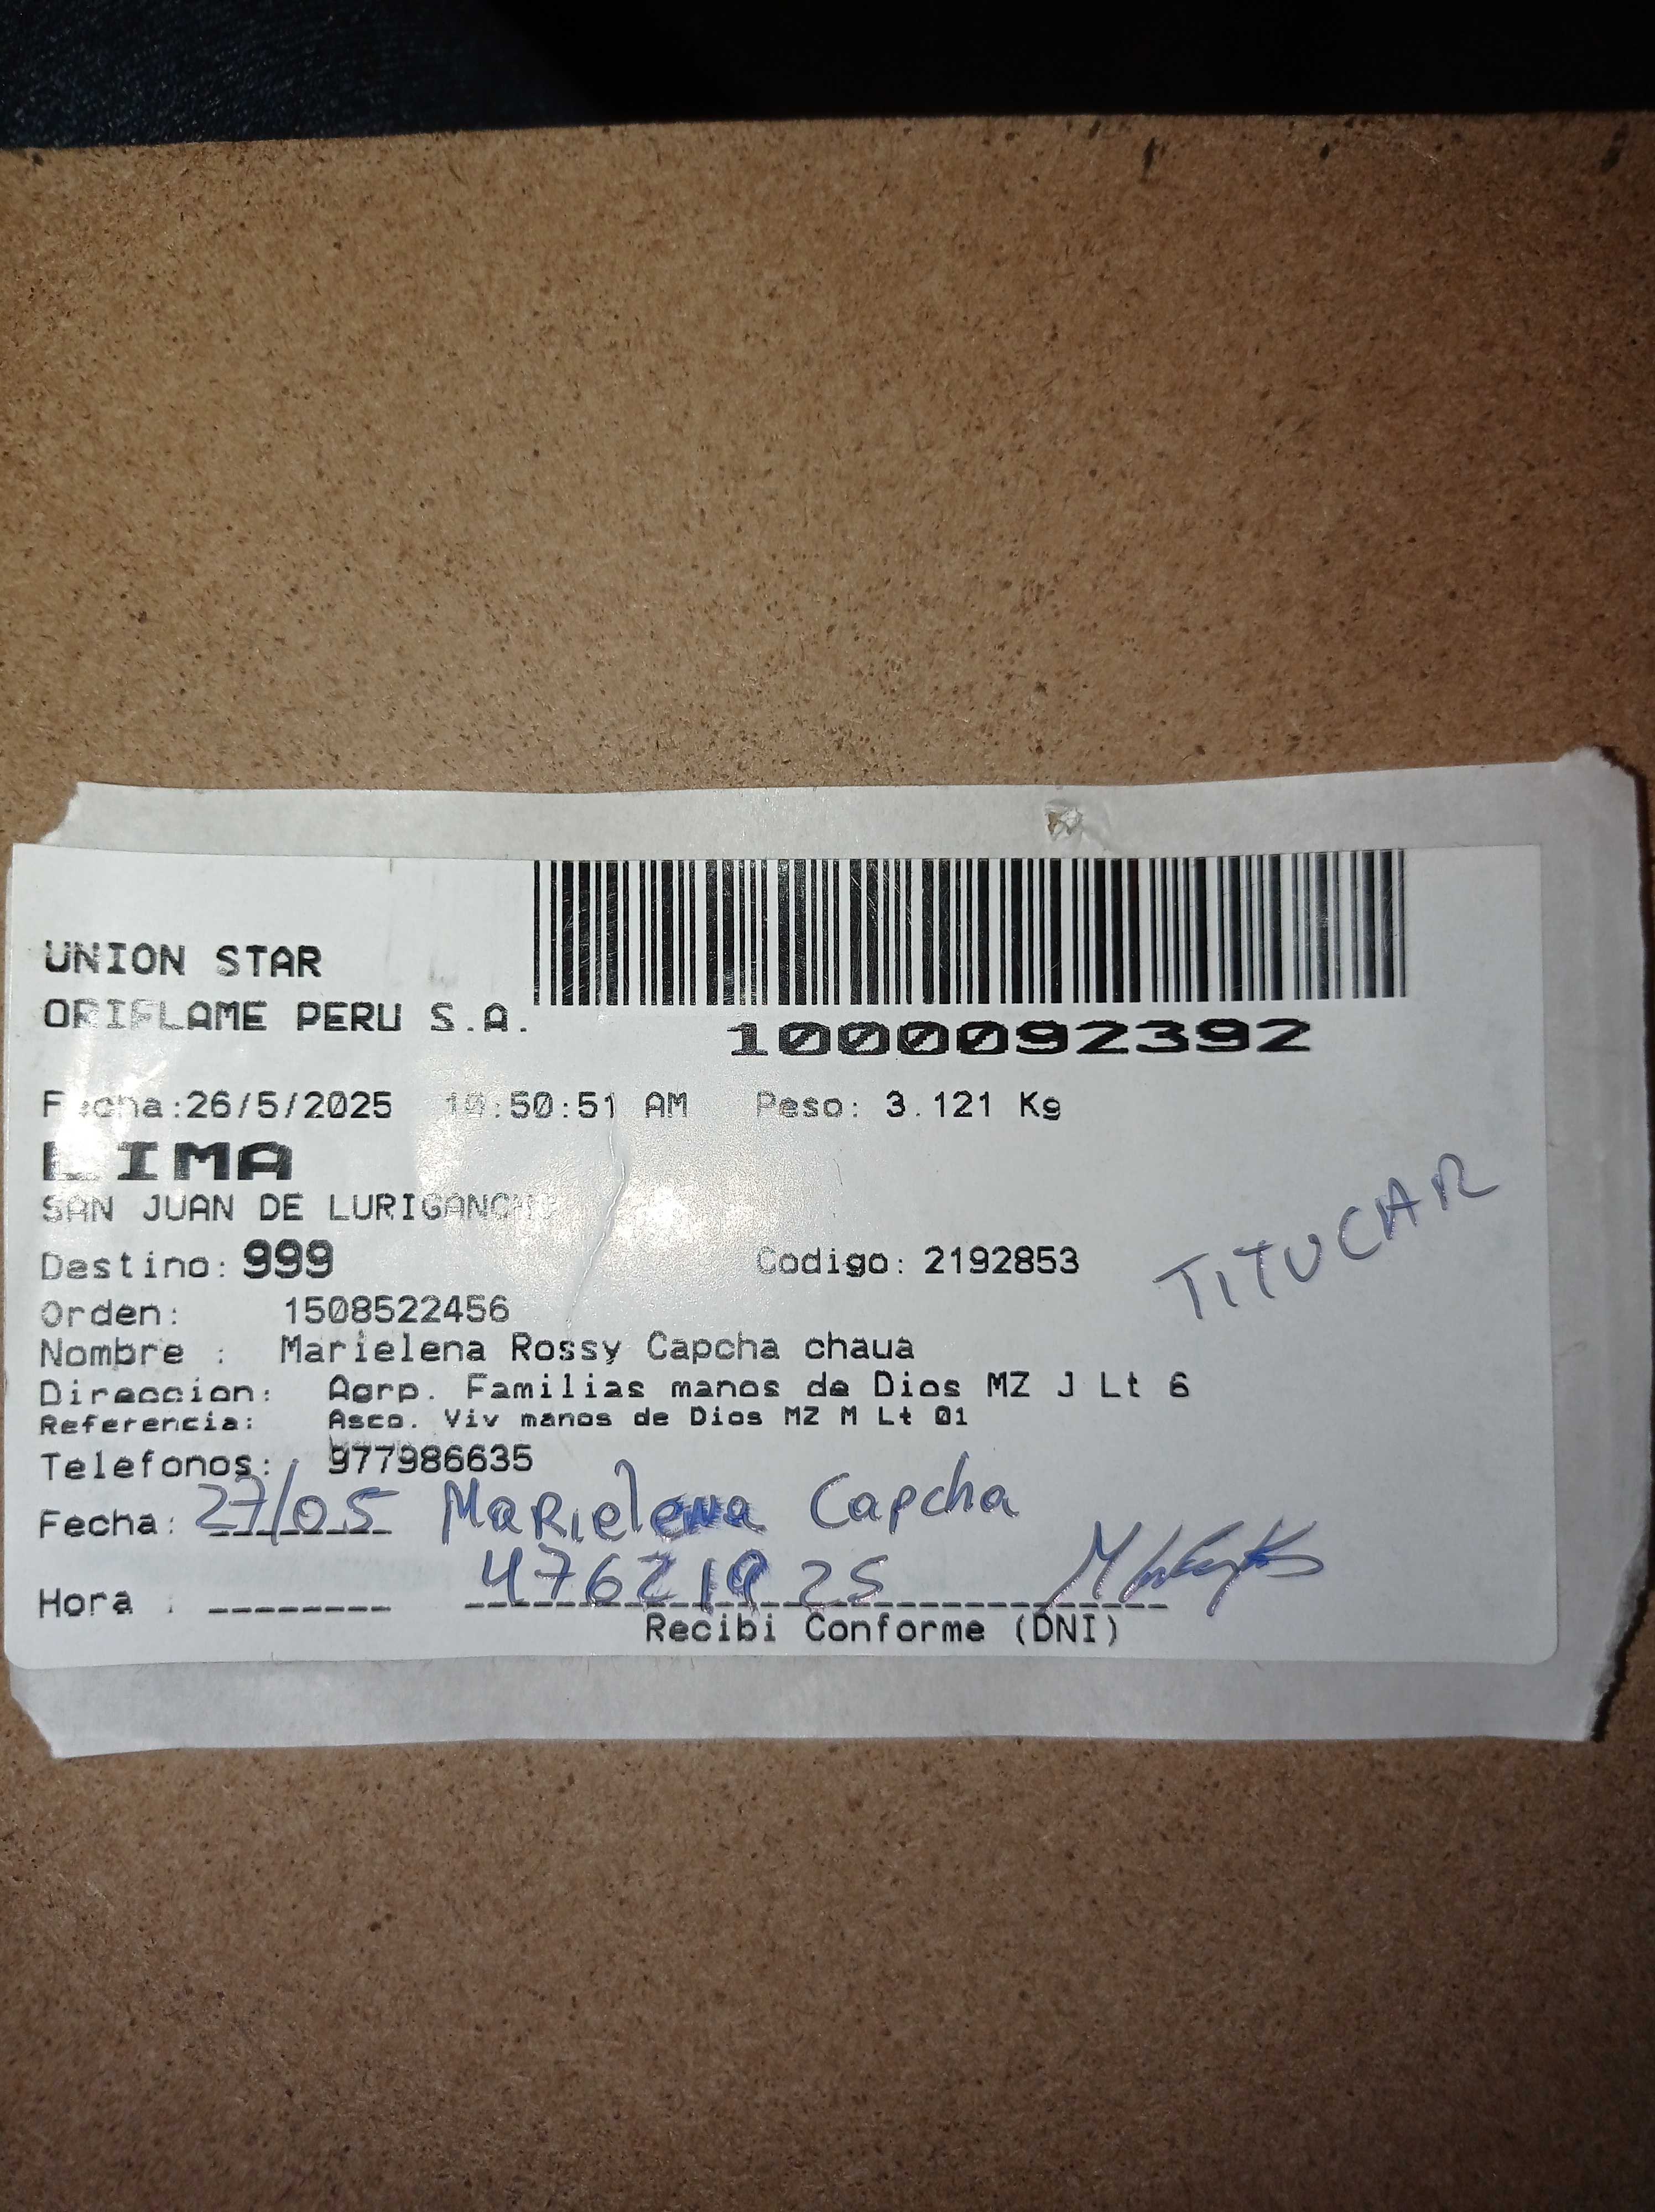 UNION STAR
ORIFLAME PERU S.A.
1000092392
Fecha:26/5/2025 10:50:51 AM Peso: 3.121 Kg
LIMA
SAN JUAN DE LURIGANCHO
Destino: 999 Codigo: 2192853
TITUCAR
Orden: 1508522456
Nombre : Marielena Rossy Capcha chaua
Direccion: Agrp. Familias manos de Dios MZ J Lt 6
Referencia: Asco. Viv manos de Dios MZ M Lt 01
Telefonos: 977986635
Fecha: 27/05 Marielena Capcha
Hora : 47621925
Recibi Conforme (DNI)